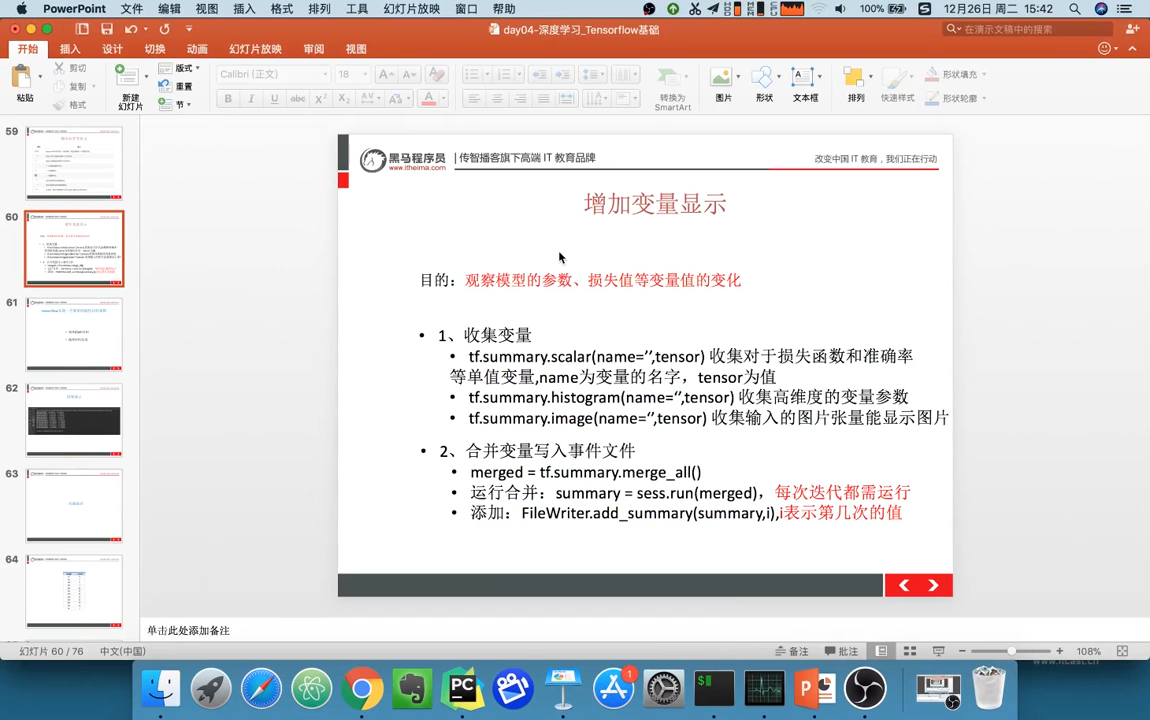 PowerPoint 文件 编辑 视图 插入 格式 排列 工具 幻灯片放映 窗口 帮助 100% 12月26日 周二 15:42
day04-深度学习_Tensorflow基础
在演示文稿中的搜索
开始 插入 设计 切换 动画 幻灯片放映 审阅 视图
粘贴 剪切 复制 格式
新建幻灯片 版式 重置 节
Calibri (正文) 18
转换为 SmartArt
图片 形状 文本框 排列 快速样式 形状填充 形状轮廓
59
60
61
62
63
64
黑马程序员
www.itheima.com
传智播客旗下高端 IT 教育品牌
改变中国 IT 教育，我们正在行动
增加变量显示
目的：观察模型的参数、损失值等变量值的变化
• 1、收集变量
• tf.summary.scalar(name=’’,tensor) 收集对于损失函数和准确率
等单值变量,name为变量的名字，tensor为值
• tf.summary.histogram(name=‘’,tensor) 收集高维度的变量参数
• tf.summary.image(name=‘’,tensor) 收集输入的图片张量能显示图片
• 2、合并变量写入事件文件
• merged = tf.summary.merge_all()
• 运行合并：summary = sess.run(merged)，每次迭代都需运行
• 添加：FileWriter.add_summary(summary,i),i表示第几次的值
单击此处添加备注
幻灯片 60 / 76 中文(中国) 备注 批注 108%
www.itcast.cn
PC
1